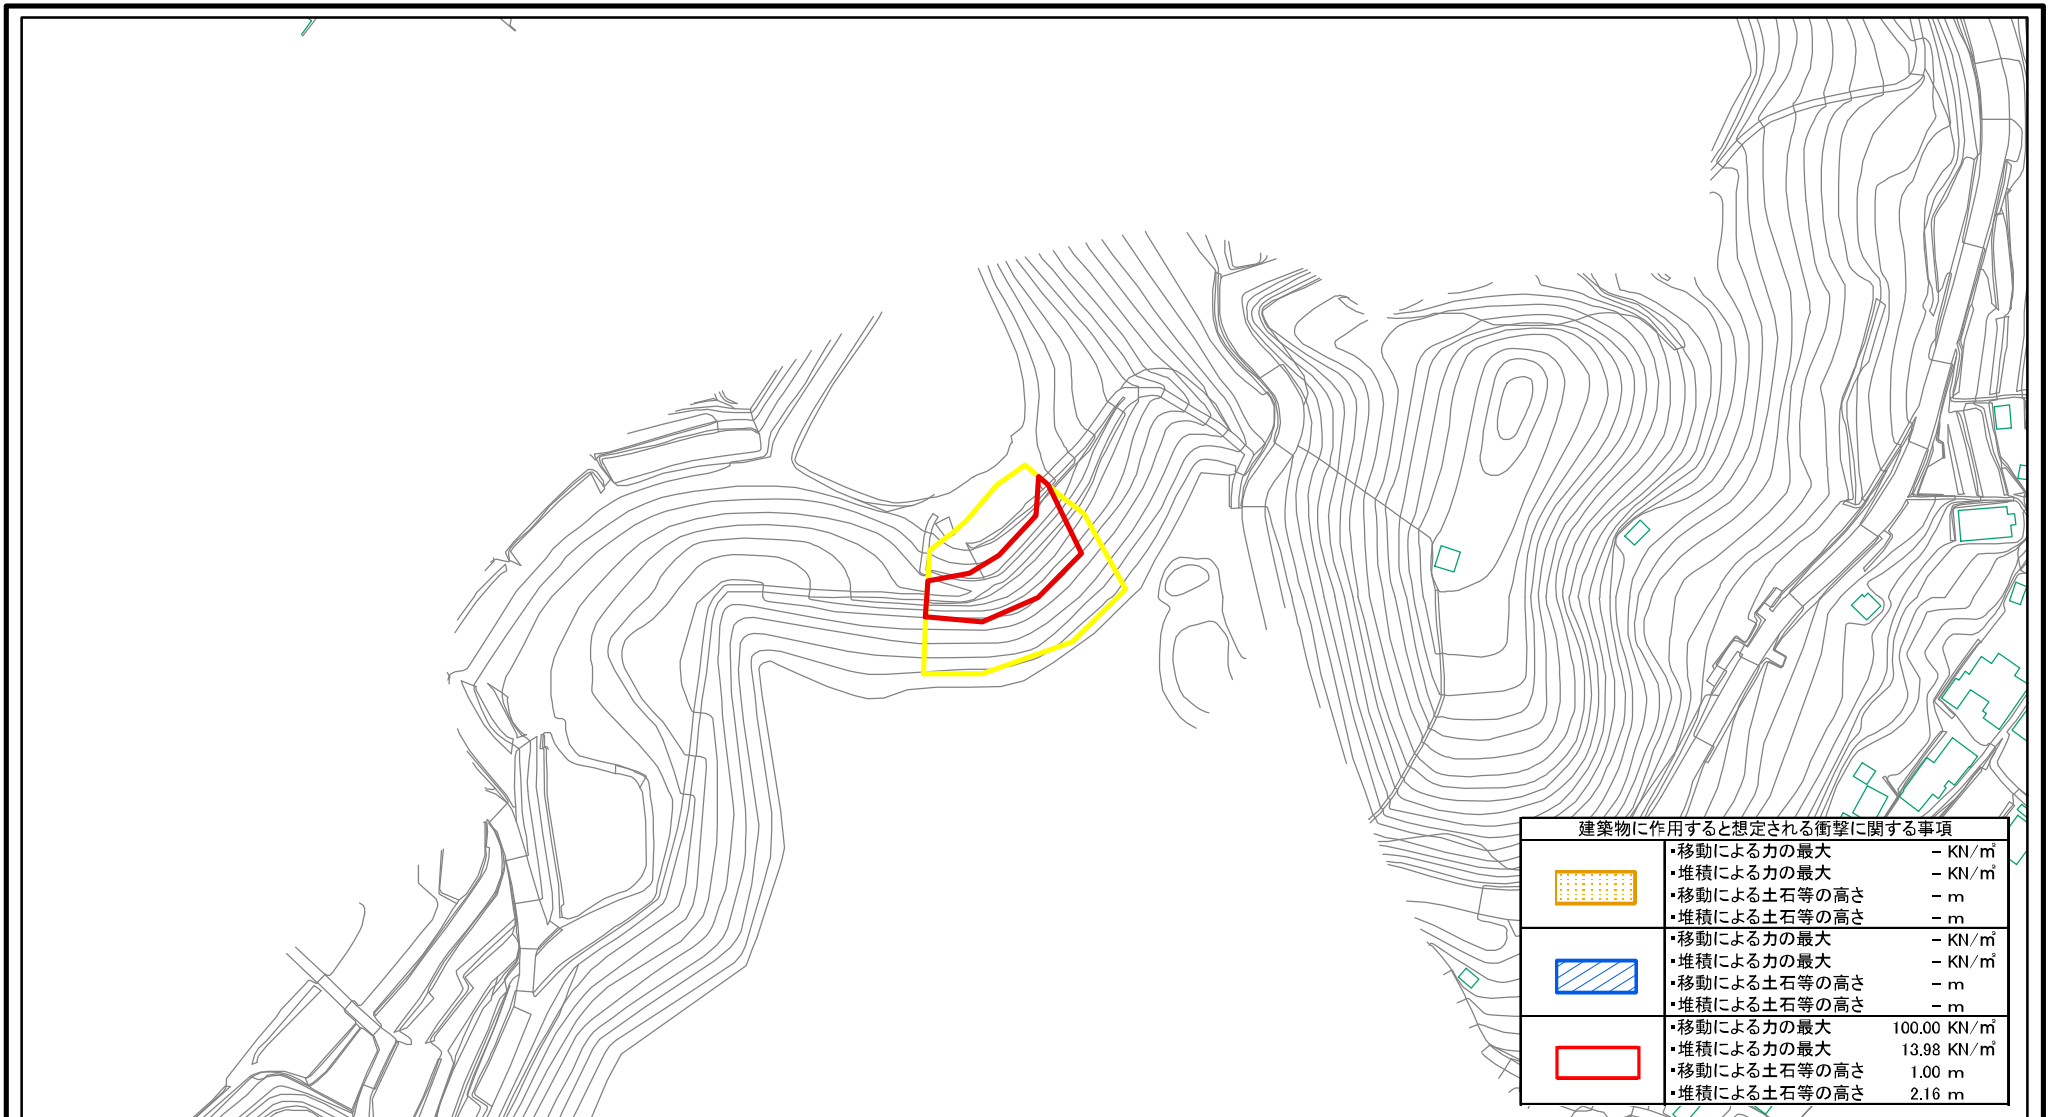 建築物に作用すると想定される衝撃に関する事項
・移動による力の最大 － KN/㎡
・堆積による力の最大 － KN/㎡
・移動による土石等の高さ － m
・堆積による土石等の高さ － m
・移動による力の最大 － KN/㎡
・堆積による力の最大 － KN/㎡
・移動による土石等の高さ － m
・堆積による土石等の高さ － m
・移動による力の最大 100.00 KN/㎡
・堆積による力の最大 13.98 KN/㎡
・移動による土石等の高さ 1.00 m
・堆積による土石等の高さ 2.16 m